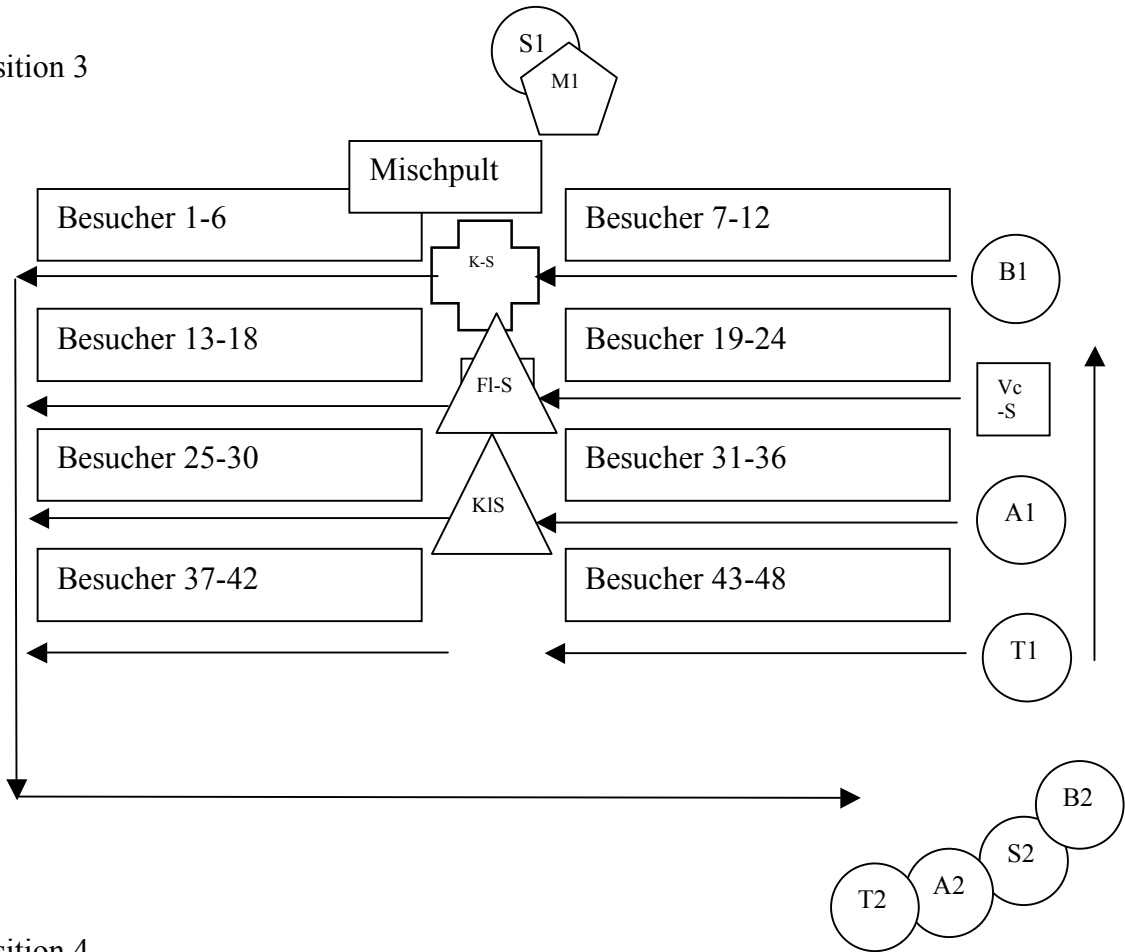 S1
sition 3
M1
Mischpult
Besucher 1-6
Besucher 7-12
K-S
B1
Besucher 13-18
Besucher 19-24
Fl-S
Vc
-S
Besucher 25-30
Besucher 31-36
KlS
A1
Besucher 37-42
Besucher 43-48
T1
B2
S2
A2
T2
sition 4